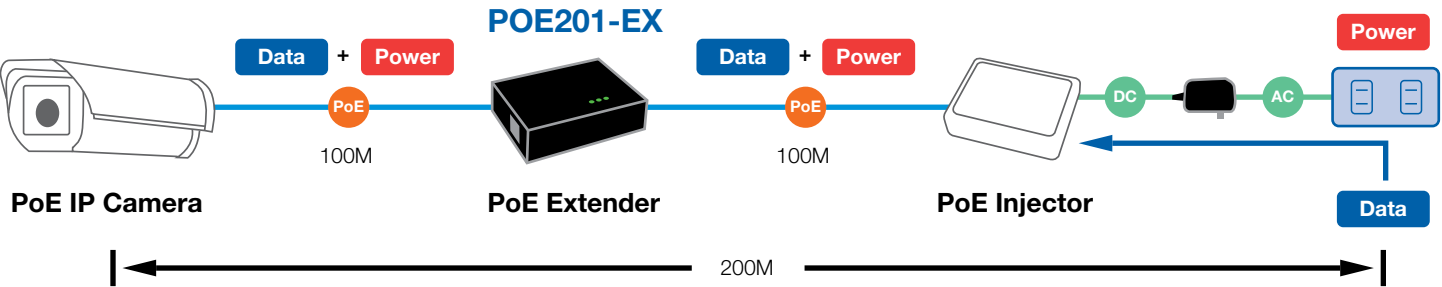 POE201-EX
Data + Power
Data + Power
Power
PoE
PoE
DC
AC
100M
100M
PoE IP Camera
PoE Extender
PoE Injector
Data
200M